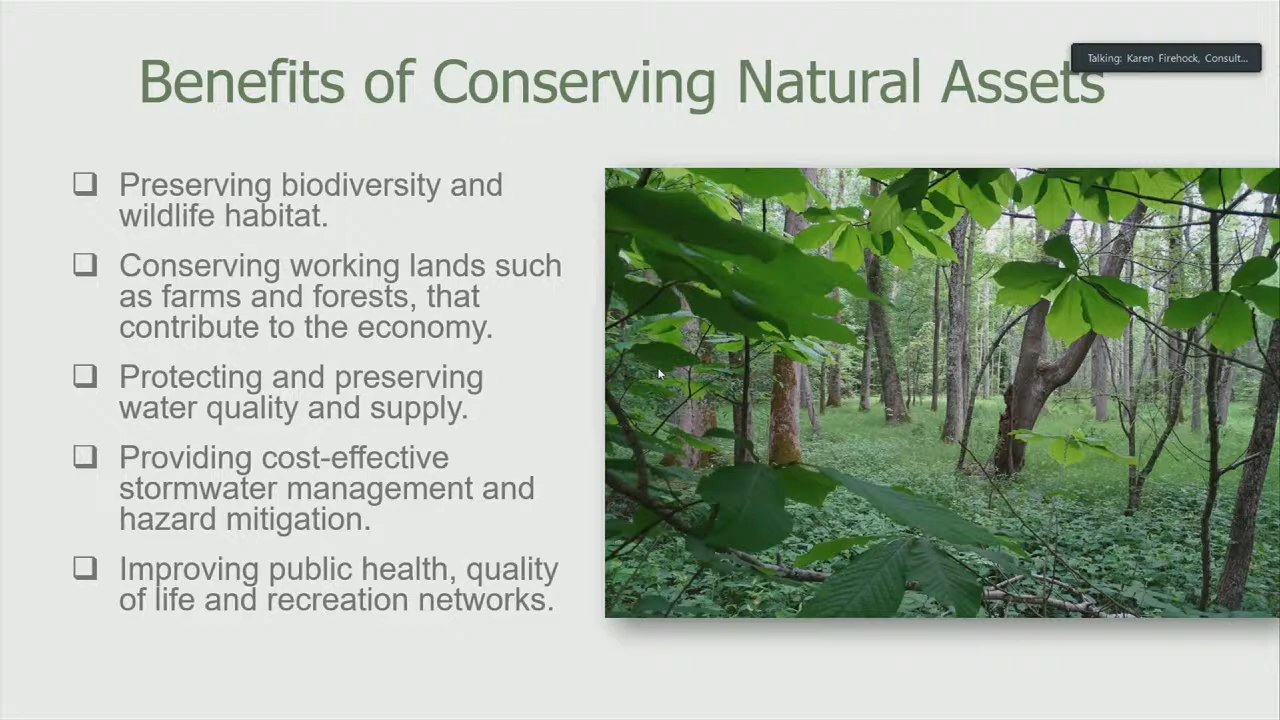 Talking: Karen Firehock, Consult...
Benefits of Conserving Natural Assets
Preserving biodiversity and
wildlife habitat.
Conserving working lands such
as farms and forests, that
contribute to the economy.
Protecting and preserving
water quality and supply.
Providing cost-effective
stormwater management and
hazard mitigation.
Improving public health, quality
of life and recreation networks.